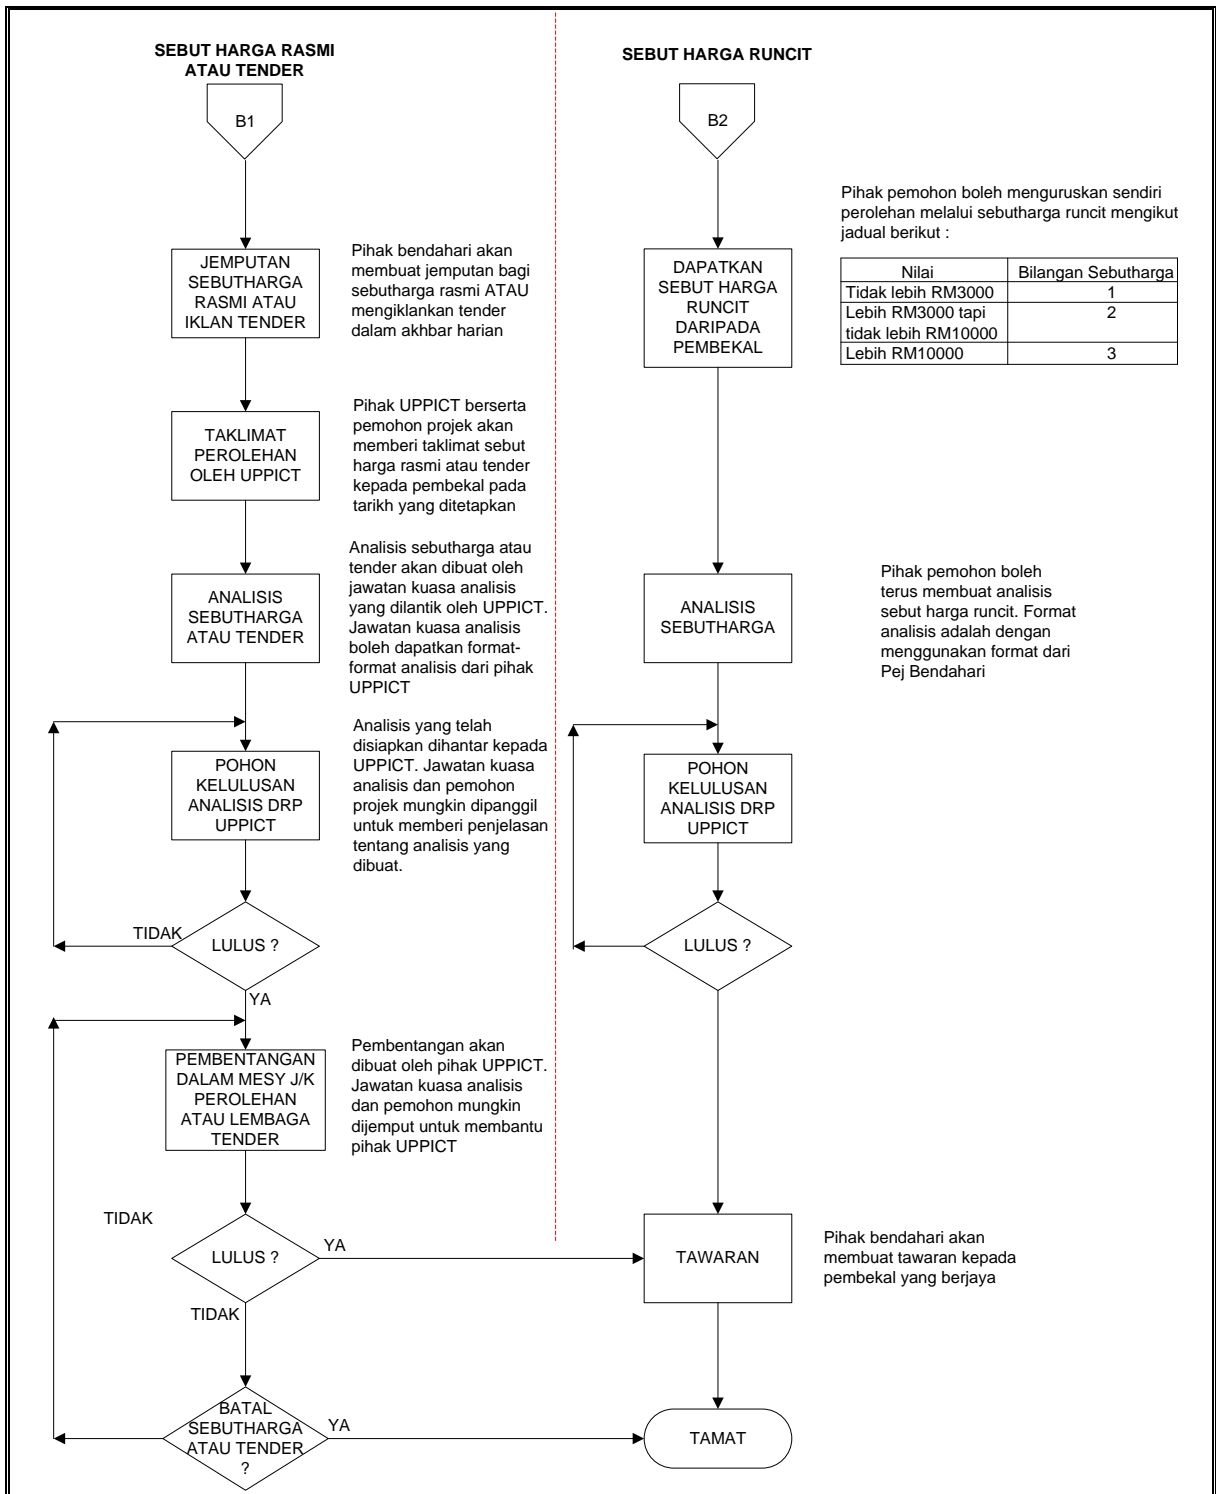 SEBUT HARGA RASMI
ATAU TENDER
B1
JEMPUTAN
SEBUTHARGA
RASMI ATAU
IKLAN TENDER
Pihak bendahari akan
membuat jemputan bagi
sebutharga rasmi ATAU
mengiklankan tender
dalam akhbar harian
TAKLIMAT
PEROLEHAN
OLEH UPPICT
Pihak UPPICT berserta
pemohon projek akan
memberi taklimat sebut
harga rasmi atau tender
kepada pembekal pada
tarikh yang ditetapkan
ANALISIS
SEBUTHARGA
ATAU TENDER
Analisis sebutharga atau
tender akan dibuat oleh
jawatan kuasa analisis
yang dilantik oleh UPPICT.
Jawatan kuasa analisis
boleh dapatkan format-
format analisis dari pihak
UPPICT
POHON
KELULUSAN
ANALISIS DRP
UPPICT
Analisis yang telah
disiapkan dihantar kepada
UPPICT. Jawatan kuasa
analisis dan pemohon
projek mungkin dipanggil
untuk memberi penjelasan
tentang analisis yang
dibuat.
TIDAK
LULUS ?
YA
PEMBENTANGAN
DALAM MESY J/K
PEROLEHAN
ATAU LEMBAGA
TENDER
Pembentangan akan
dibuat oleh pihak UPPICT.
Jawatan kuasa analisis
dan pemohon mungkin
dijemput untuk membantu
pihak UPPICT
TIDAK
LULUS ?
YA
TIDAK
BATAL
SEBUTHARGA
ATAU TENDER
?
YA
SEBUT HARGA RUNCIT
B2
DAPATKAN
SEBUT HARGA
RUNCIT
DARIPADA
PEMBEKAL
Pihak pemohon boleh menguruskan sendiri
perolehan melalui sebutharga runcit mengikut
jadual berikut :
Nilai Bilangan Sebutharga
Tidak lebih RM3000 1
Lebih RM3000 tapi 2
tidak lebih RM10000
Lebih RM10000 3
ANALISIS
SEBUTHARGA
Pihak pemohon boleh
terus membuat analisis
sebut harga runcit. Format
analisis adalah dengan
menggunakan format dari
Pej Bendahari
POHON
KELULUSAN
ANALISIS DRP
UPPICT
LULUS ?
TAWARAN
Pihak bendahari akan
membuat tawaran kepada
pembekal yang berjaya
TAMAT